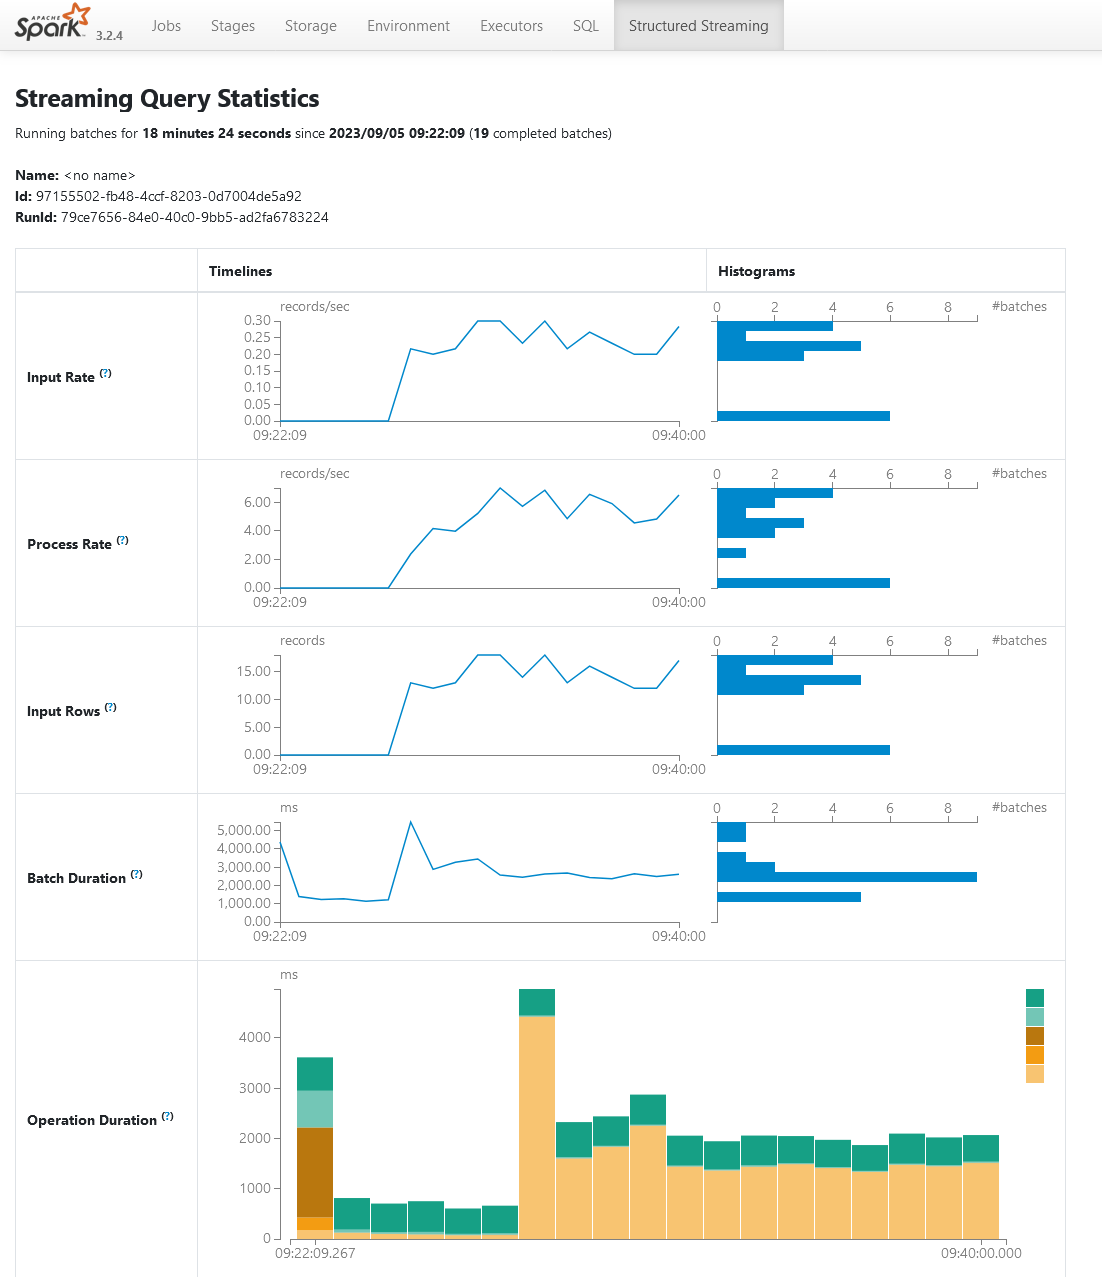 APACHE
Spark 3.2.4 Jobs Stages Storage Environment Executors SQL Structured Streaming
Streaming Query Statistics
Running batches for 18 minutes 24 seconds since 2023/09/05 09:22:09 (19 completed batches)
Name: <no name>
Id: 97155502-fb48-4ccf-8203-0d7004de5a92
RunId: 79ce7656-84e0-40c0-9bb5-ad2fa6783224
Timelines Histograms
Input Rate (?)
records/sec
0.30
0.25
0.20
0.15
0.10
0.05
0.00
09:22:09 09:40:00
0 2 4 6 8 #batches
Process Rate (?)
records/sec
6.00
4.00
2.00
0.00
09:22:09 09:40:00
0 2 4 6 8 #batches
Input Rows (?)
records
15.00
10.00
5.00
0.00
09:22:09 09:40:00
0 2 4 6 8 #batches
Batch Duration (?)
ms
5,000.00
4,000.00
3,000.00
2,000.00
1,000.00
0.00
09:22:09 09:40:00
0 2 4 6 8 #batches
Operation Duration (?)
ms
4000
3000
2000
1000
0
09:22:09.267 09:40:00.000